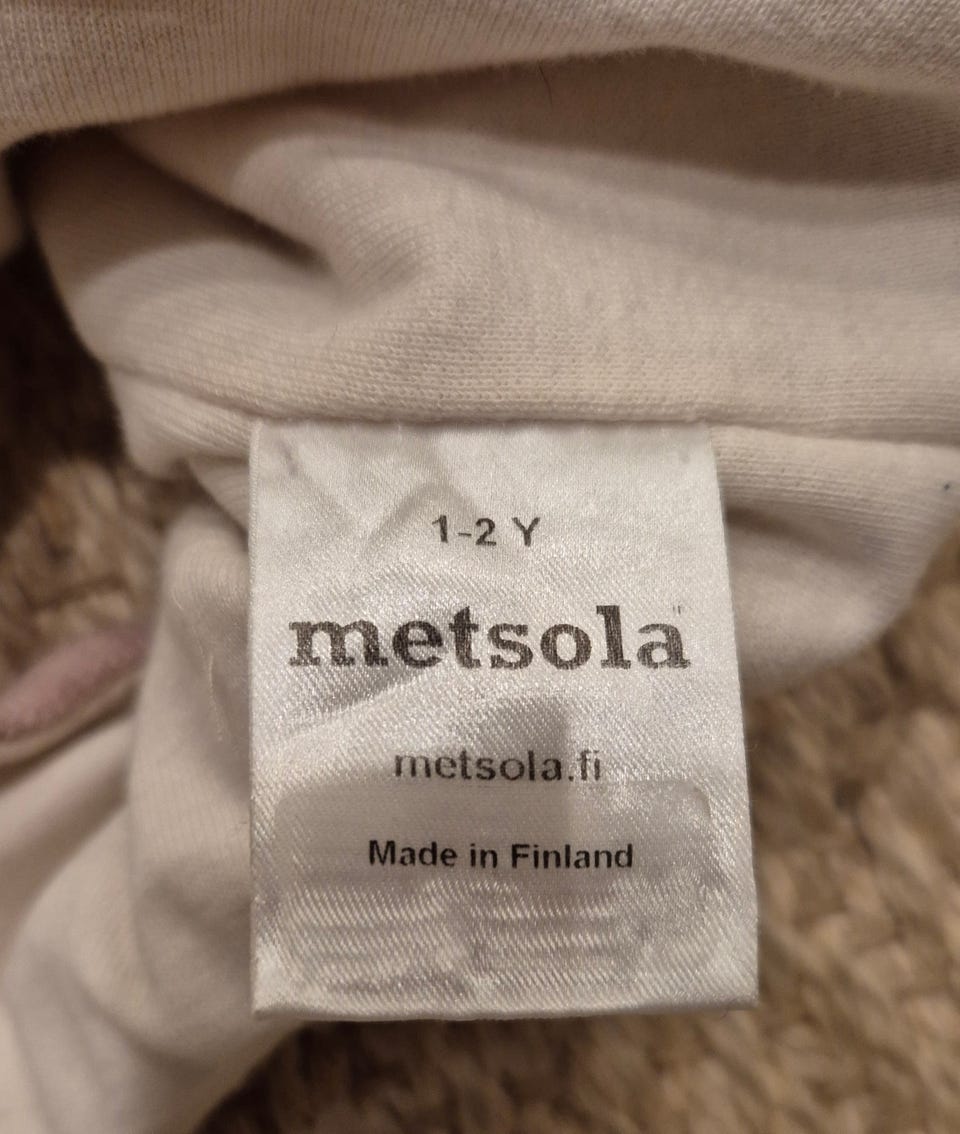 1-2 Y
metsola
metsola.fi
Made in Finland